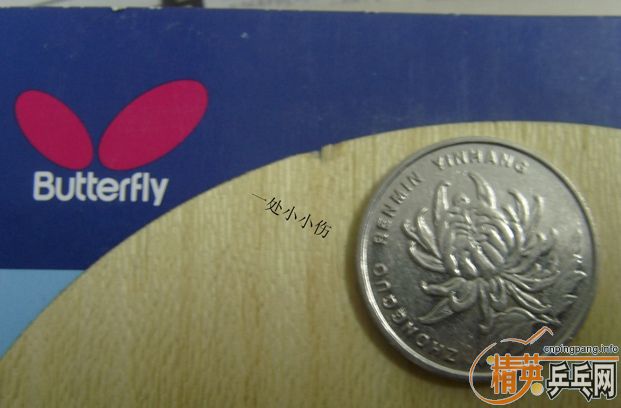 Butterfly
一处小小伤
ZHONGGUO RENMIN YINHANG
cnpingpang.info
精英乒乓网